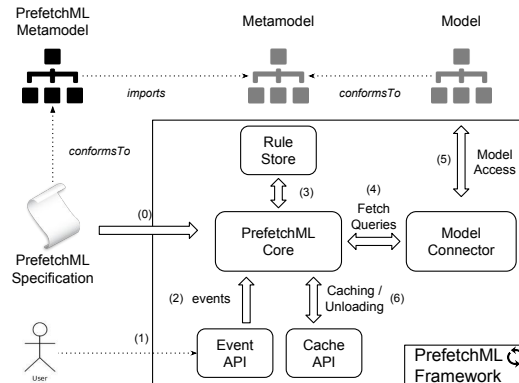 PrefetchML
Metamodel
Metamodel
Model
imports
conformsTo
conformsTo
Rule
Store
(5)
Model
Access
(3)
(4)
Fetch
Queries
(0)
PrefetchML
Core
Model
Connector
PrefetchML
Specification
(2) events
Caching /
Unloading
(6)
(1)
Event
API
Cache
API
User
PrefetchML
Framework